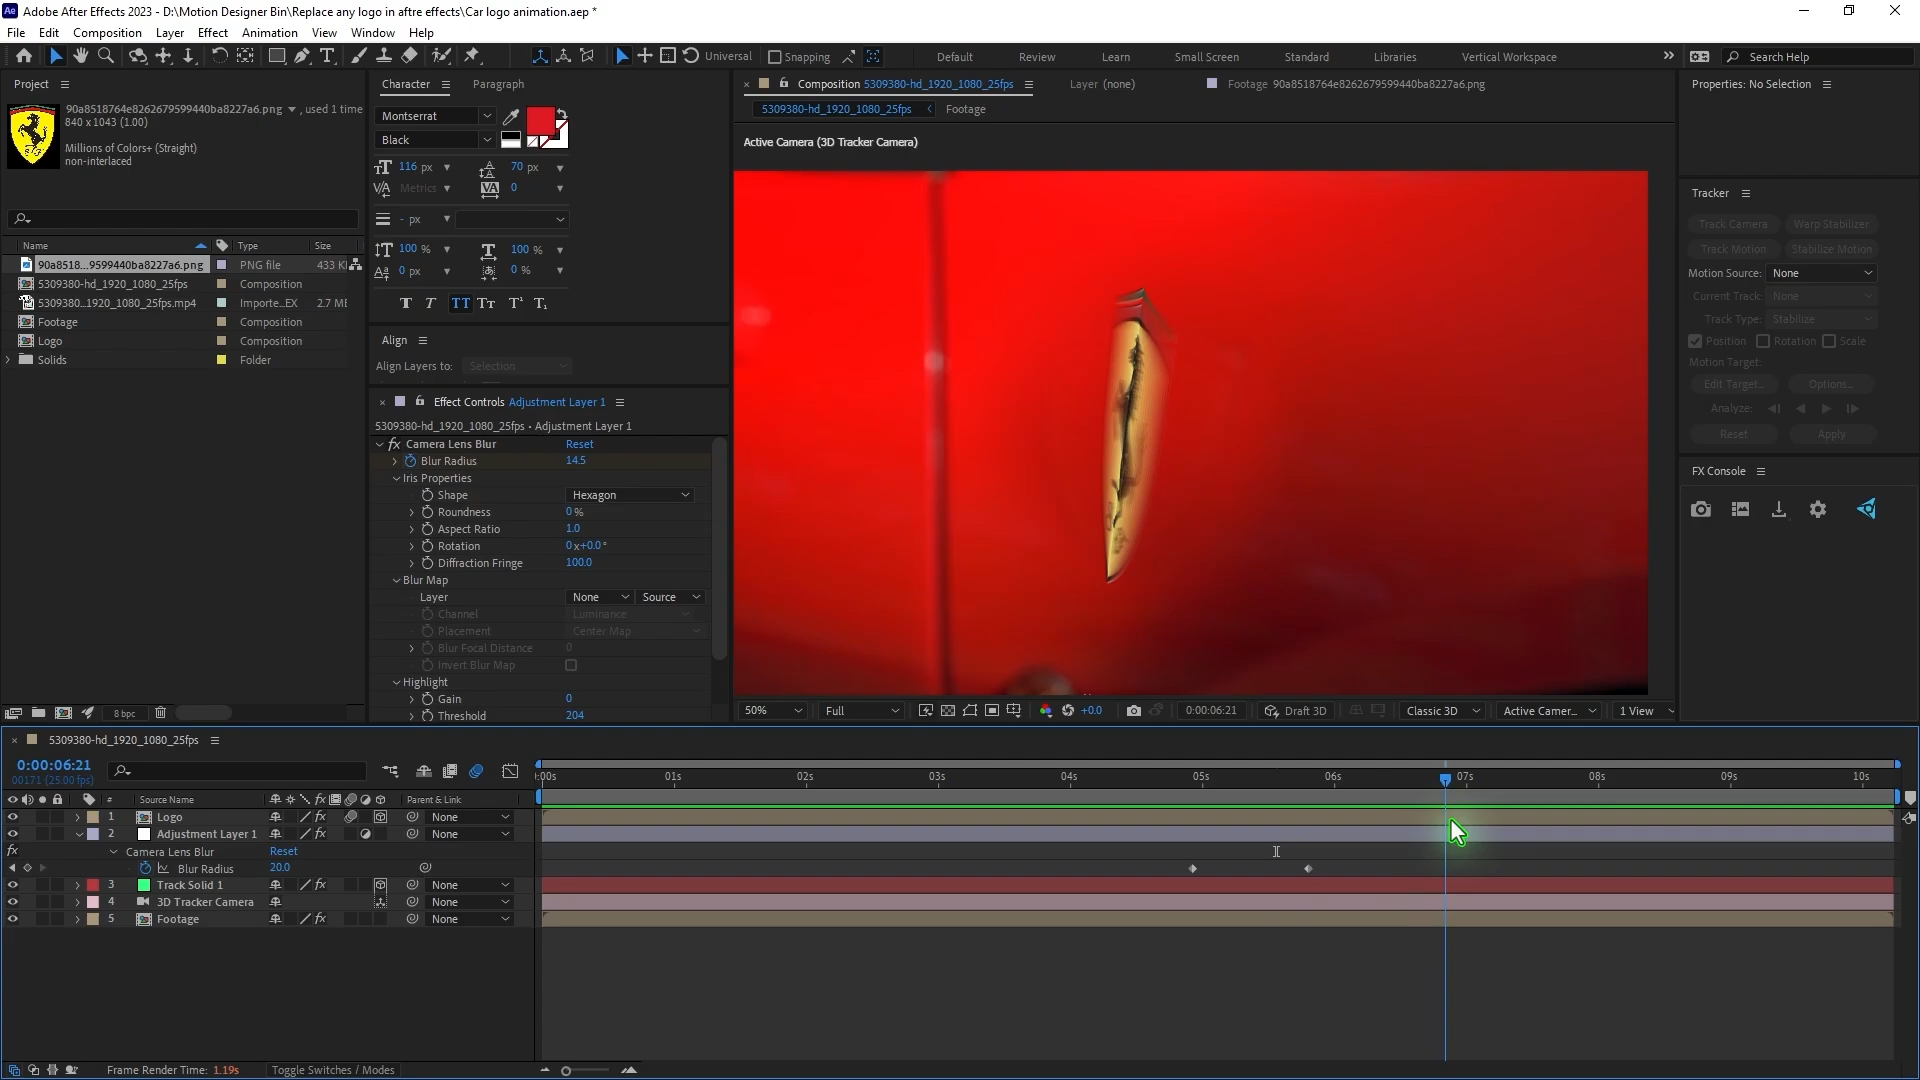 Adobe After Effects 2023 - D:\Motion Designer Bin\Replace any logo in aftre effects\Car logo animation.aep *
File Edit Composition Layer Effect Animation View Window Help
Universal Snapping Default Review Learn Small Screen Standard Libraries Vertical Workspace Search Help
Project
90a8518764e8262679599440ba8227a6.png , used 1 time
840 x 1043 (1.00)
Millions of Colors+ (Straight)
non-interlaced
Name Type Size
90a8518...9599440ba8227a6.png PNG file 433 K
5309380-hd_1920_1080_25fps Composition
5309380...1920_1080_25fps.mp4 Importe...EX 2.7 ME
Footage Composition
Logo Composition
Solids Folder
8 bpc
Character Paragraph
Montserrat
Black
116 px 70 px
Metrics 0
- px
100 % 100 %
0 px 0 %
Align
Align Layers to: Selection
Effect Controls Adjustment Layer 1
5309380-hd_1920_1080_25fps • Adjustment Layer 1
fx Camera Lens Blur Reset
Blur Radius 14.5
Iris Properties
Shape Hexagon
Roundness 0 %
Aspect Ratio 1.0
Rotation 0x+0.0°
Diffraction Fringe 100.0
Blur Map
Layer None Source
Channel Luminance
Placement Center Map
Blur Focal Distance 0
Invert Blur Map
Highlight
Gain 0
Threshold 204
Composition 5309380-hd_1920_1080_25fps Layer (none) Footage 90a8518764e8262679599440ba8227a6.png
5309380-hd_1920_1080_25fps Footage
Active Camera (3D Tracker Camera)
50% Full +0.0 0:00:06:21 Draft 3D Classic 3D Active Camer... 1 View
Properties: No Selection
Tracker
Track Camera Warp Stabilizer
Track Motion Stabilize Motion
Motion Source: None
Current Track: None
Track Type: Stabilize
Position Rotation Scale
Motion Target:
Edit Target... Options...
Analyze:
Reset Apply
FX Console
5309380-hd_1920_1080_25fps
0:00:06:21
00171 (25.00 fps)
:00s 01s 02s 03s 04s 05s 06s 07s 08s 09s 10s
# Source Name Parent & Link
1 Logo None
2 Adjustment Layer 1 None
fx Camera Lens Blur Reset
Blur Radius 20.0
3 Track Solid 1 None
4 3D Tracker Camera None
5 Footage None
Frame Render Time: 1.19s Toggle Switches / Modes